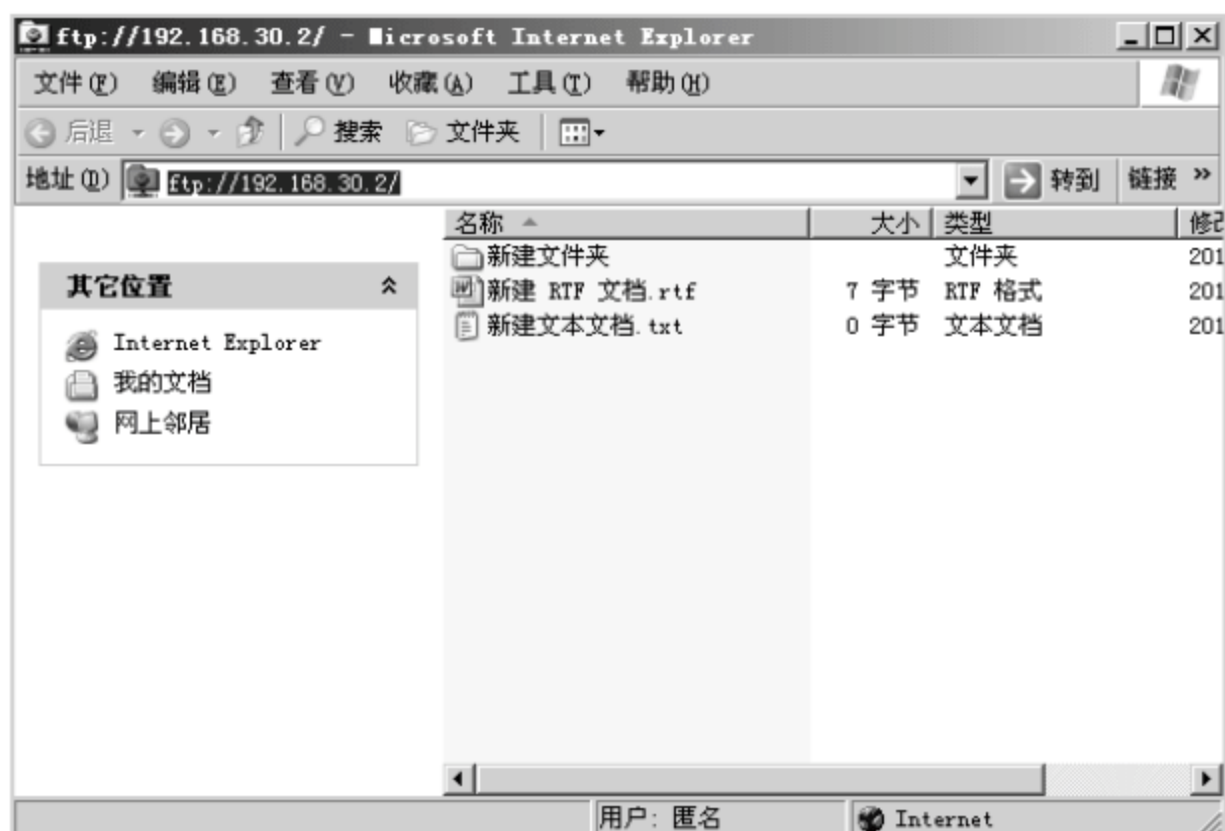 ftp://192.168.30.2/ - Microsoft Internet Explorer
文件(F) 编辑(E) 查看(V) 收藏(A) 工具(T) 帮助(H)
后退 搜索 文件夹
地址(D) ftp://192.168.30.2/ 转到 链接 »
名称 大小 类型 修改
新建文件夹 文件夹 201
其它位置
新建 RTF 文档.rtf 7 字节 RTF 格式 201
新建文本文档.txt 0 字节 文本文档 201
Internet Explorer
我的文档
网上邻居
用户: 匿名 Internet